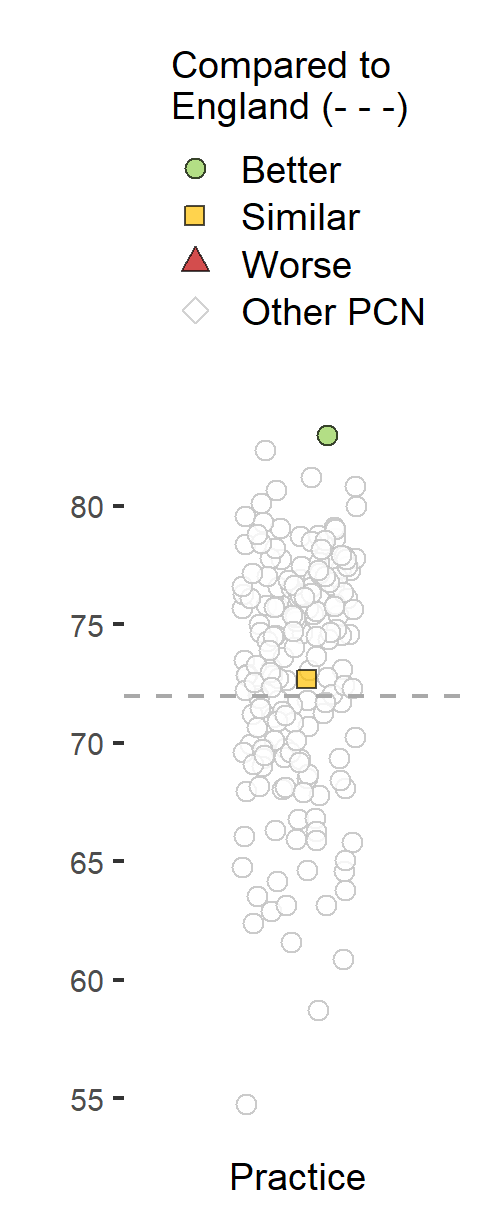 Compared to
England (- - -)
Better
Similar
Worse
Other PCN
80
75
70
65
60
55
Practice